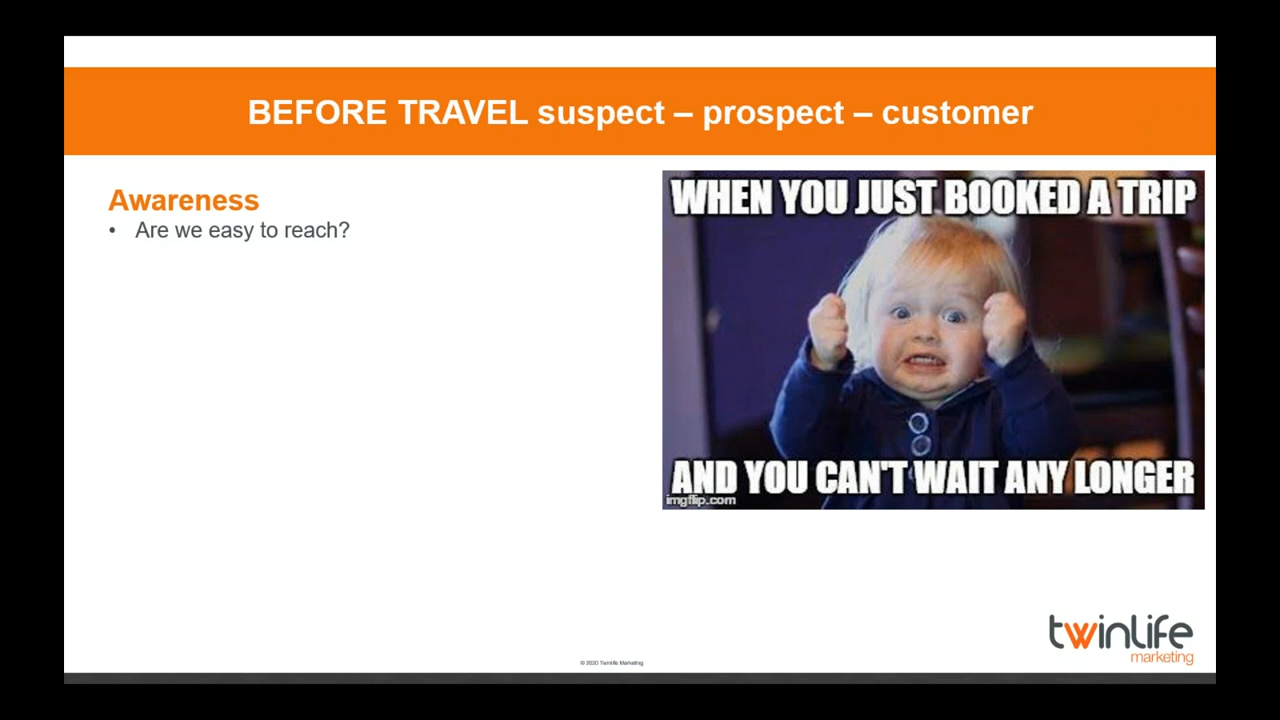 BEFORE TRAVEL suspect – prospect – customer
Awareness
• Are we easy to reach?
WHEN YOU JUST BOOKED A TRIP
AND YOU CAN'T WAIT ANY LONGER
imgflip.com
twinlife
marketing
© 2020 Twinlife Marketing